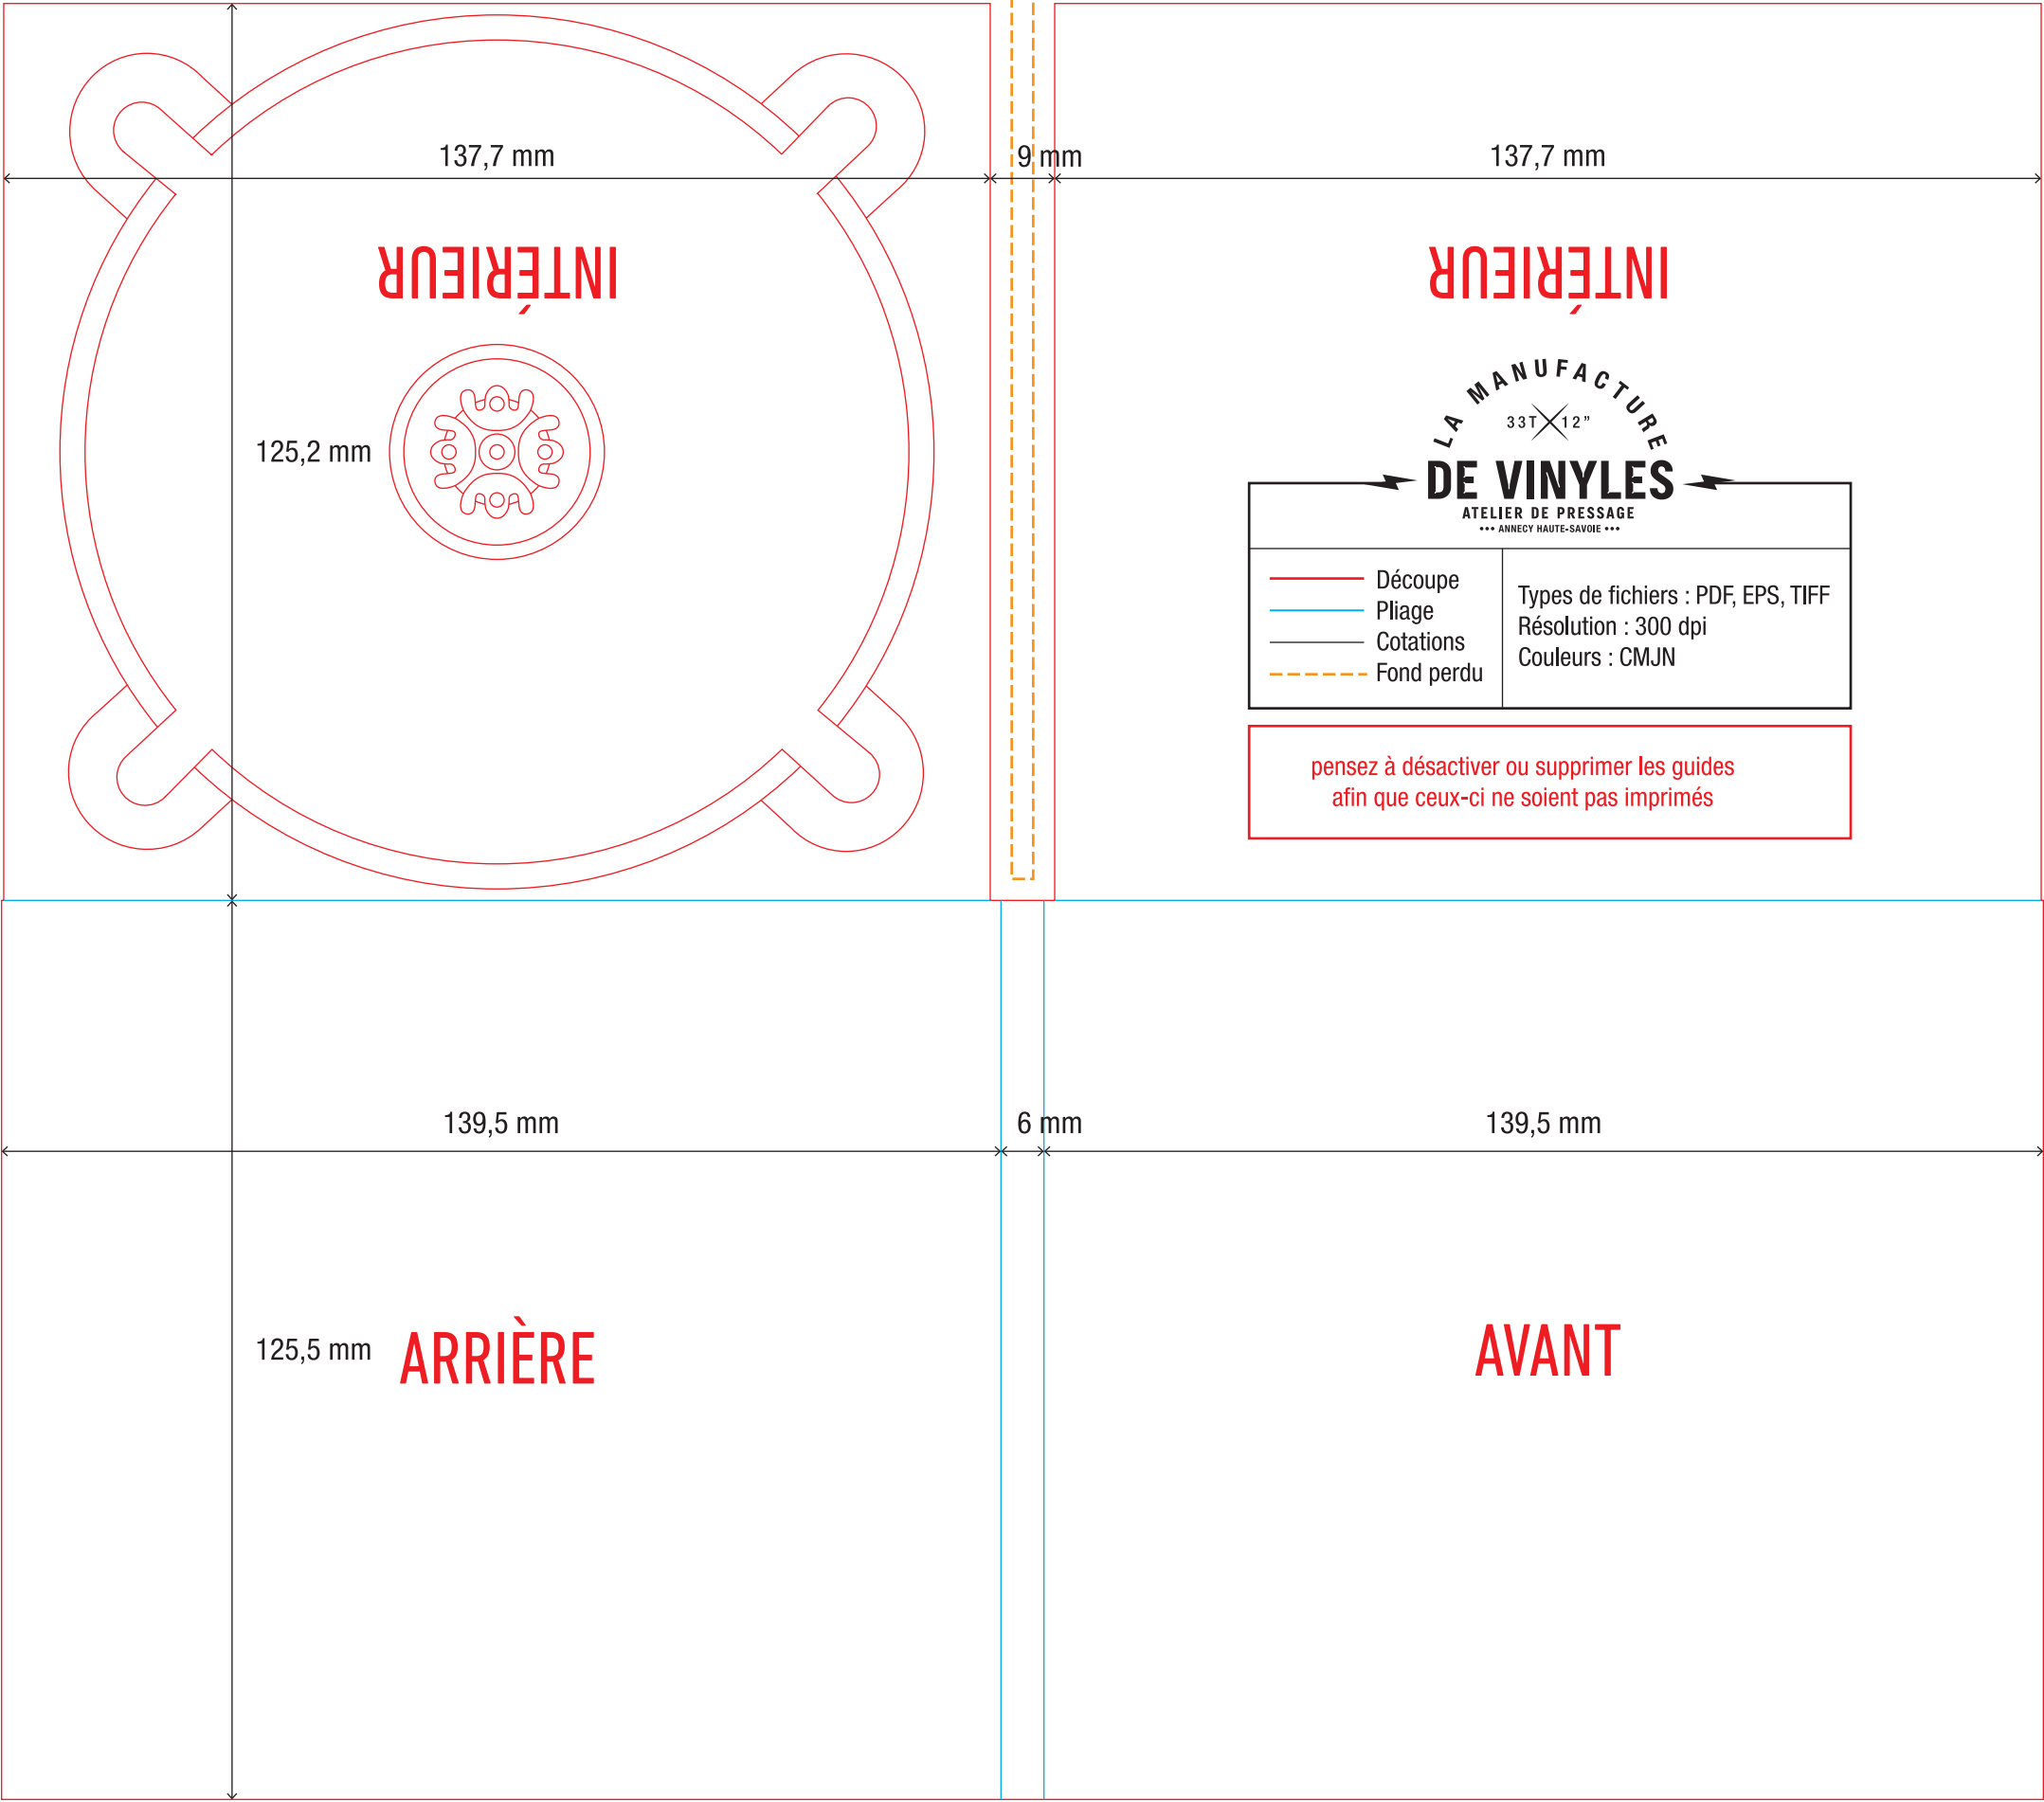 137,7 mm
9 mm
137,7 mm
INTÉRIEUR
INTÉRIEUR
LA MANUFACTURE
33T 12”
DE VINYLES
ATELIER DE PRESSAGE
••• ANNECY HAUTE-SAVOIE •••
125,2 mm
Découpe
Pliage
Cotations
Fond perdu
Types de fichiers : PDF, EPS, TIFF
Résolution : 300 dpi
Couleurs : CMJN
pensez à désactiver ou supprimer les guides
afin que ceux-ci ne soient pas imprimés
139,5 mm
6 mm
139,5 mm
125,5 mm
ARRIÈRE
AVANT